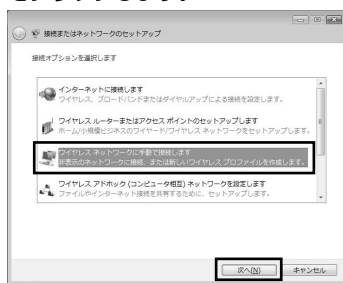 接続またはネットワークのセットアップ
接続オプションを選択します
インターネットに接続します
ワイヤレス、ブロードバンドまたはダイヤルアップによる接続を設定します。
ワイヤレス ルーターまたはアクセス ポイントのセットアップします
ホーム/小規模ビジネスのワイヤード/ワイヤレス ネットワークをセットアップします。
ワイヤレス ネットワークに手動で接続します
非表示のネットワークに接続、または新しいワイヤレス プロファイルを作成します。
ワイヤレス アドホック (コンピュータ相互) ネットワークを設定します
ファイルやインターネット接続を共有するために、セットアップします。
次へ(N)
キャンセル